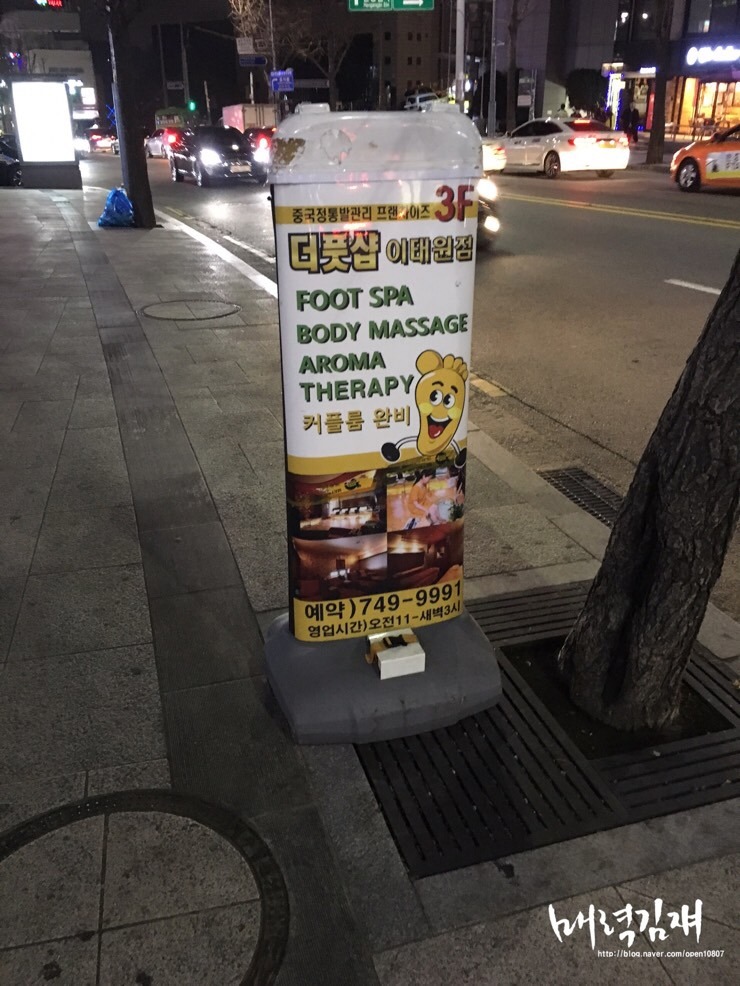 중국정통발관리 프랜차이즈 3F
더풋샵 이태원점
FOOT SPA
BODY MASSAGE
AROMA
THERAPY
커플룸 완비
예약)749-9991
영업시간)오전11-새벽3시
매력김쟤
http://blog.naver.com/open10807